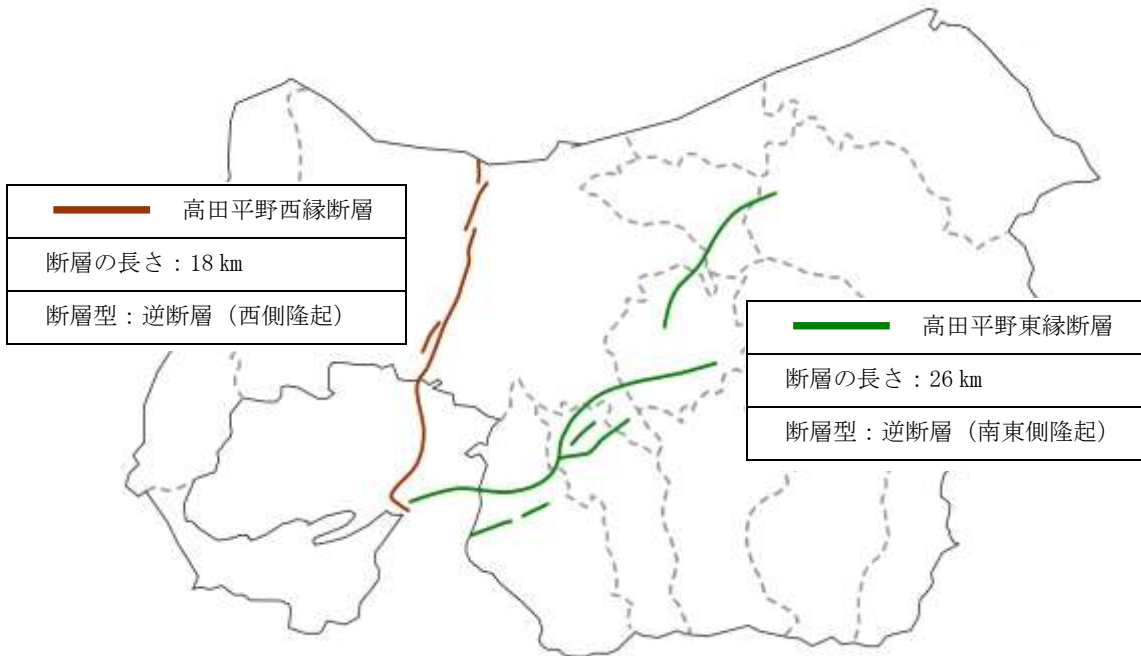 高田平野西縁断層
断層の長さ：18 km
断層型：逆断層（西側隆起）
高田平野東縁断層
断層の長さ：26 km
断層型：逆断層（南東側隆起）